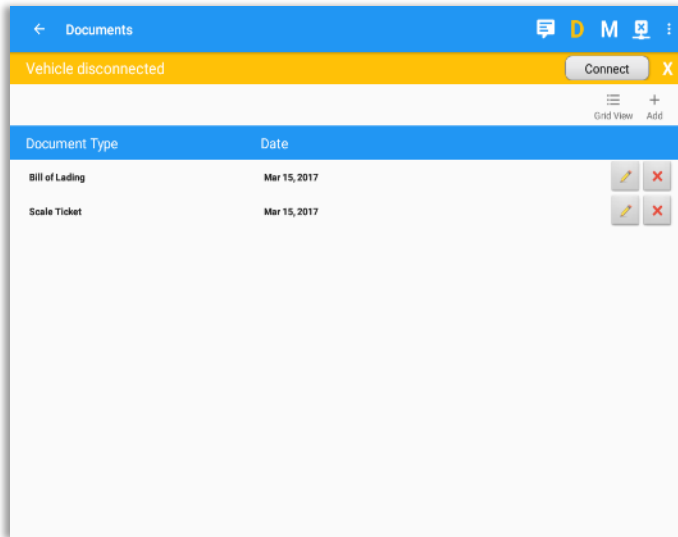 Documents D M
Vehicle disconnected Connect X
Grid View Add
Document Type Date
Bill of Lading Mar 15, 2017
Scale Ticket Mar 15, 2017